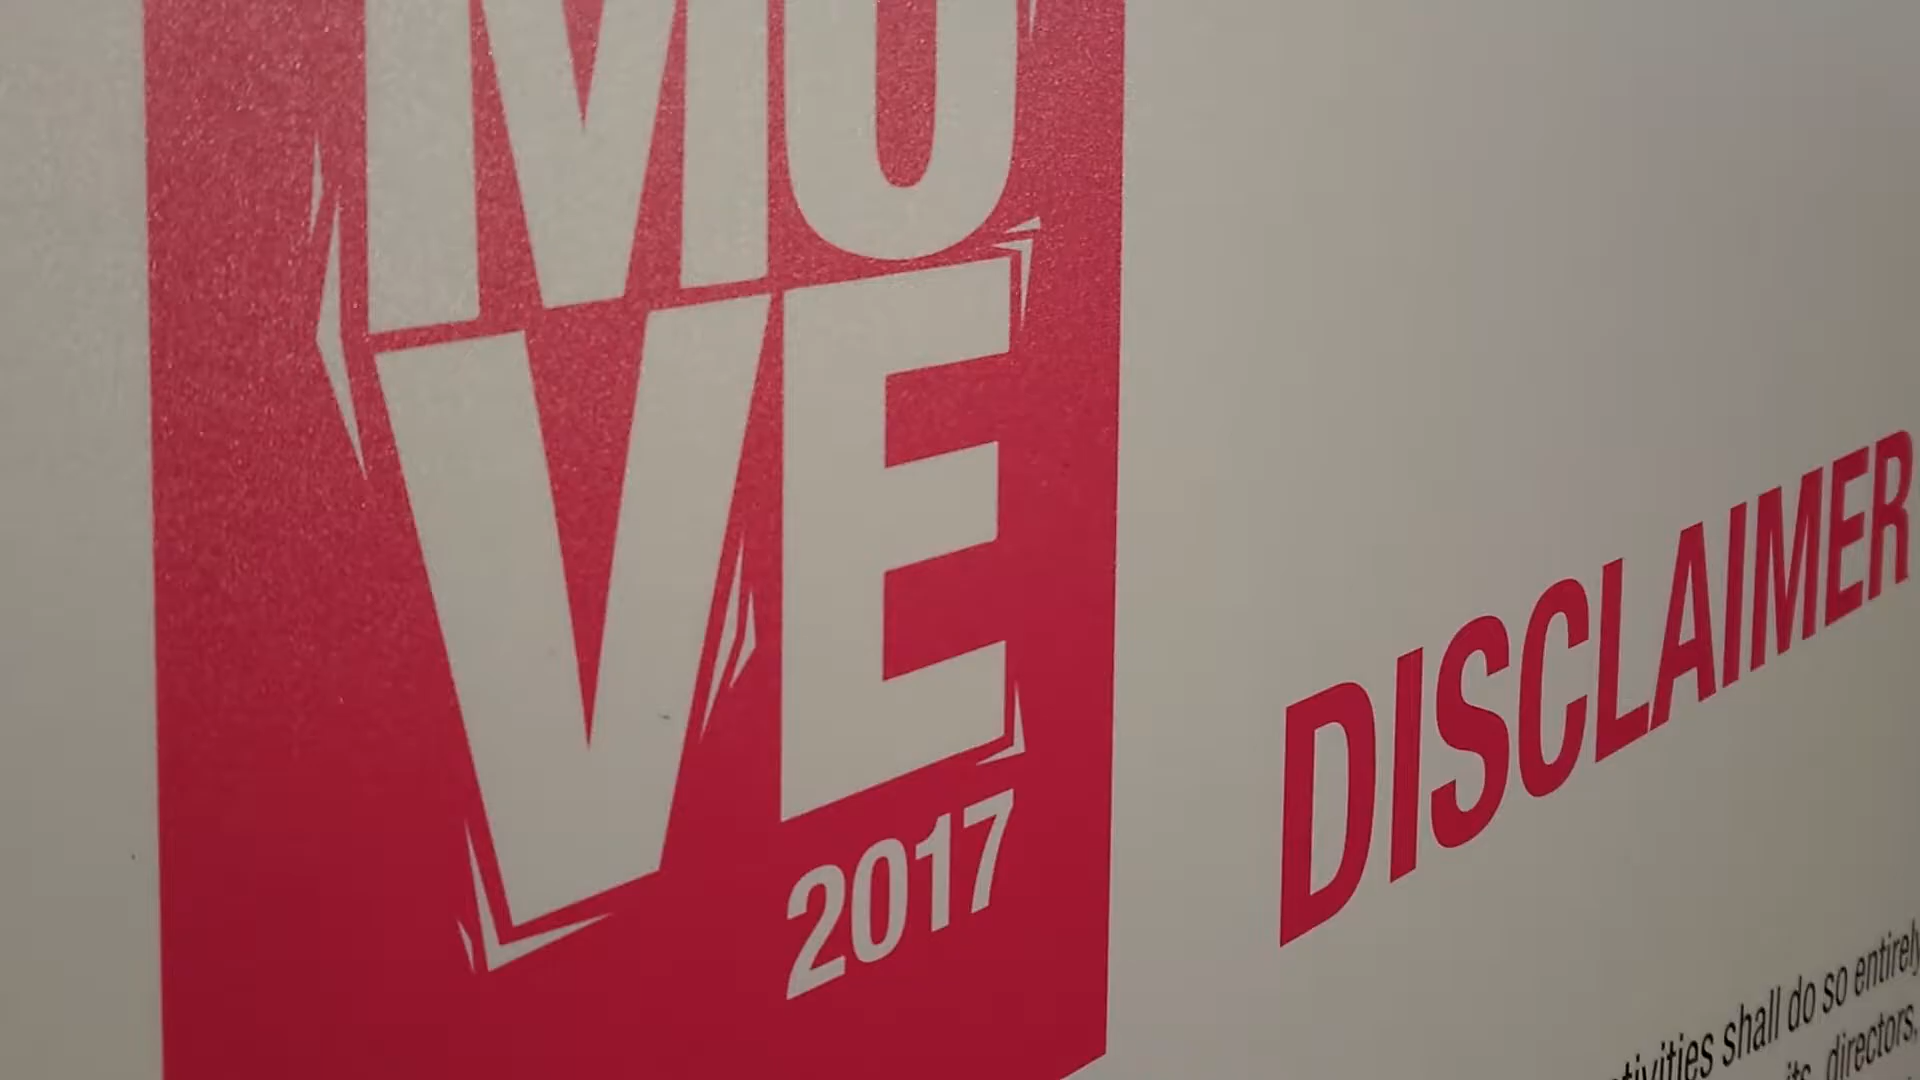 MO
VE
2017
DISCLAIMER
shall do so entirely
directors,